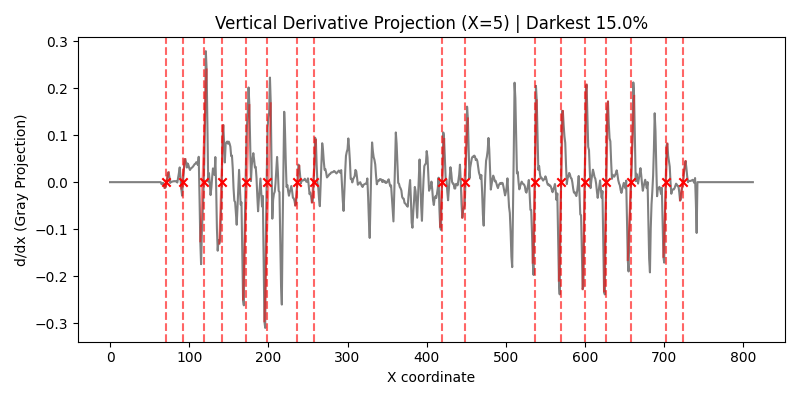 Vertical Derivative Projection (X=5) | Darkest 15.0%
d/dx (Gray Projection)
0.3
0.2
0.1
0.0
−0.1
−0.2
−0.3
0 100 200 300 400 500 600 700 800
X coordinate